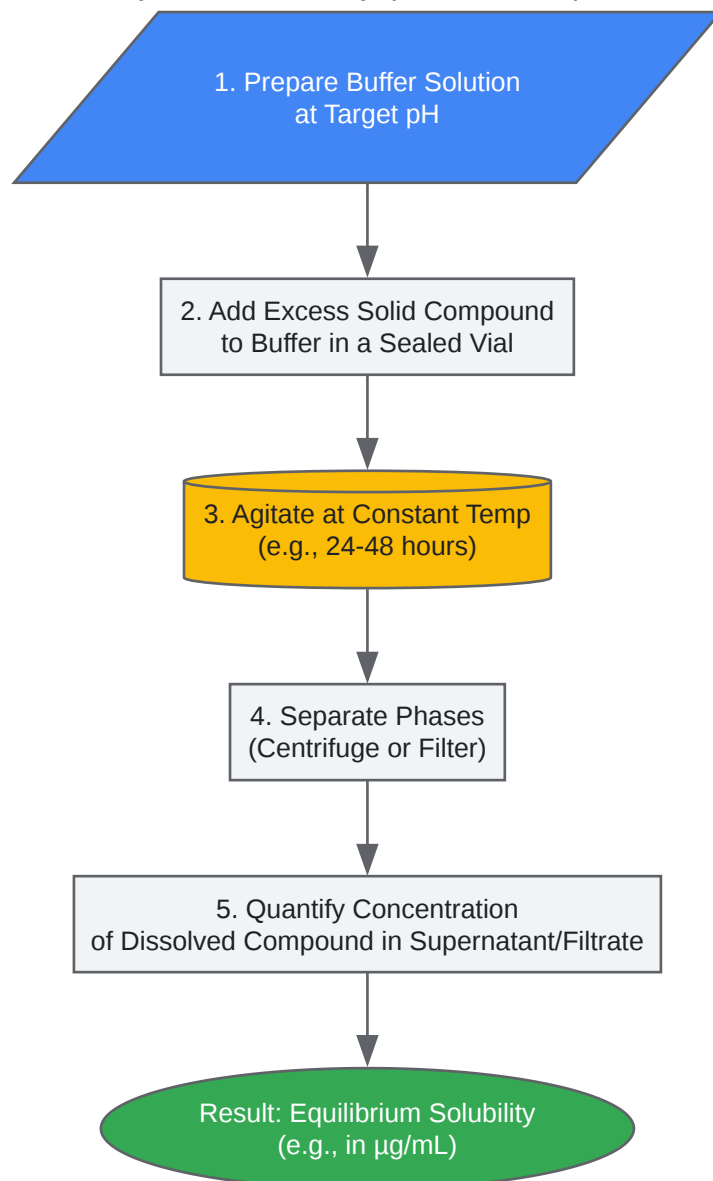 1. Prepare Buffer Solution
at Target pH
2. Add Excess Solid Compound
to Buffer in a Sealed Vial
3. Agitate at Constant Temp
(e.g., 24-48 hours)
4. Separate Phases
(Centrifuge or Filter)
5. Quantify Concentration
of Dissolved Compound in Supernatant/Filtrate
Result: Equilibrium Solubility
(e.g., in µg/mL)